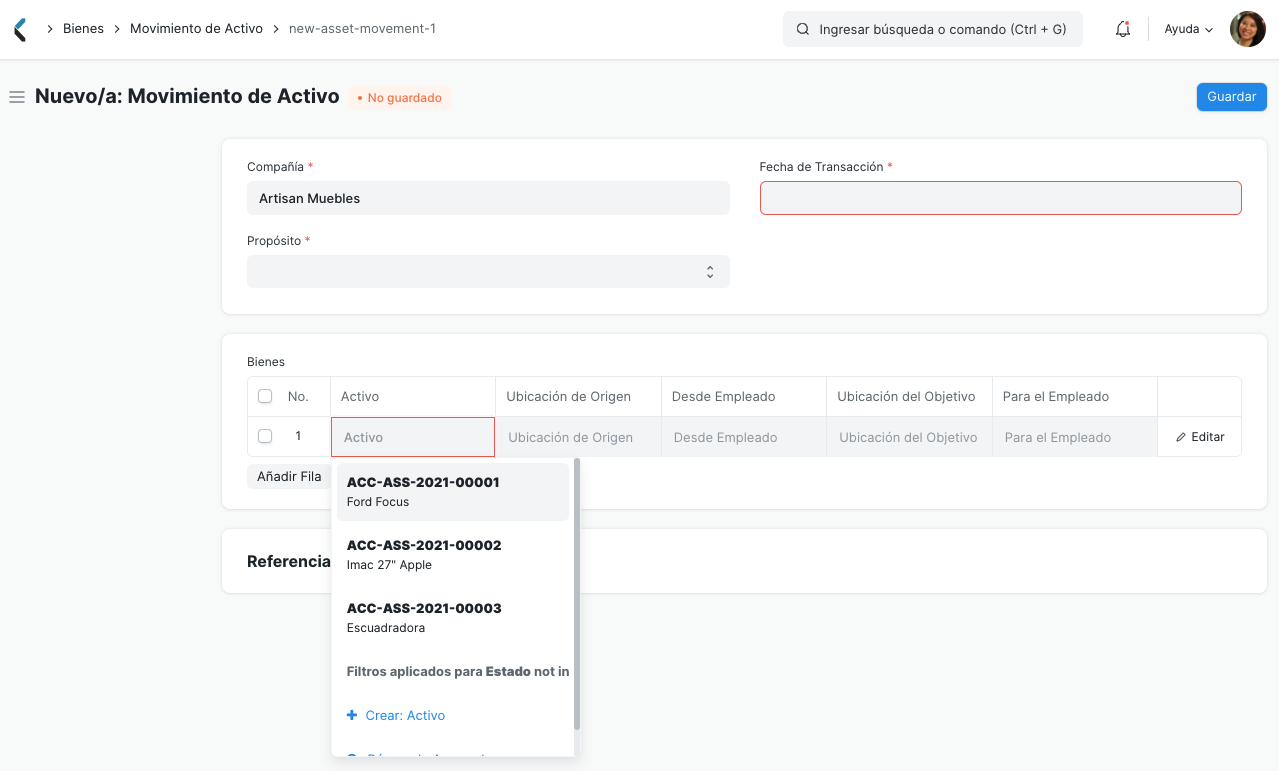 Bienes
Movimiento de Activo
new-asset-movement-1
Ingresar búsqueda o comando (Ctrl + G)
Ayuda
Nuevo/a: Movimiento de Activo
No guardado
Guardar
Compañía *
Fecha de Transacción *
Artisan Muebles
Propósito *
Bienes
No. Activo Ubicación de Origen Desde Empleado Ubicación del Objetivo Para el Empleado
1 Activo Ubicación de Origen Desde Empleado Ubicación del Objetivo Para el Empleado Editar
Añadir Fila
ACC-ASS-2021-00001
Ford Focus
ACC-ASS-2021-00002
Imac 27" Apple
ACC-ASS-2021-00003
Escuadradora
Filtros aplicados para Estado not in
Crear: Activo
Referencia